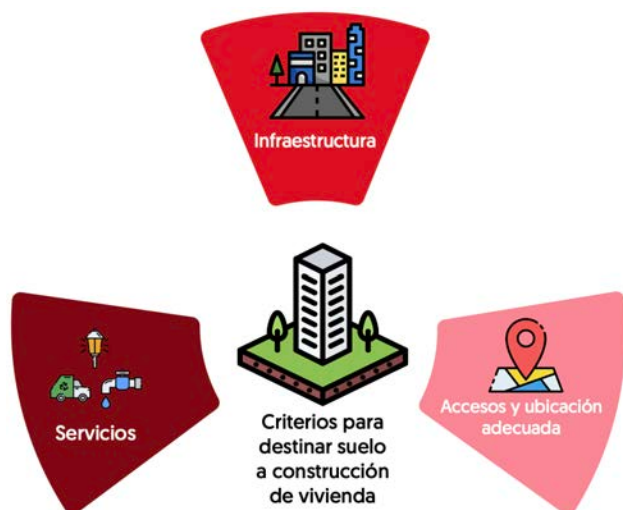 Infraestructura
Servicios
Criterios para
destinar suelo
a construcción
de vivienda
Accesos y ubicación
adecuada